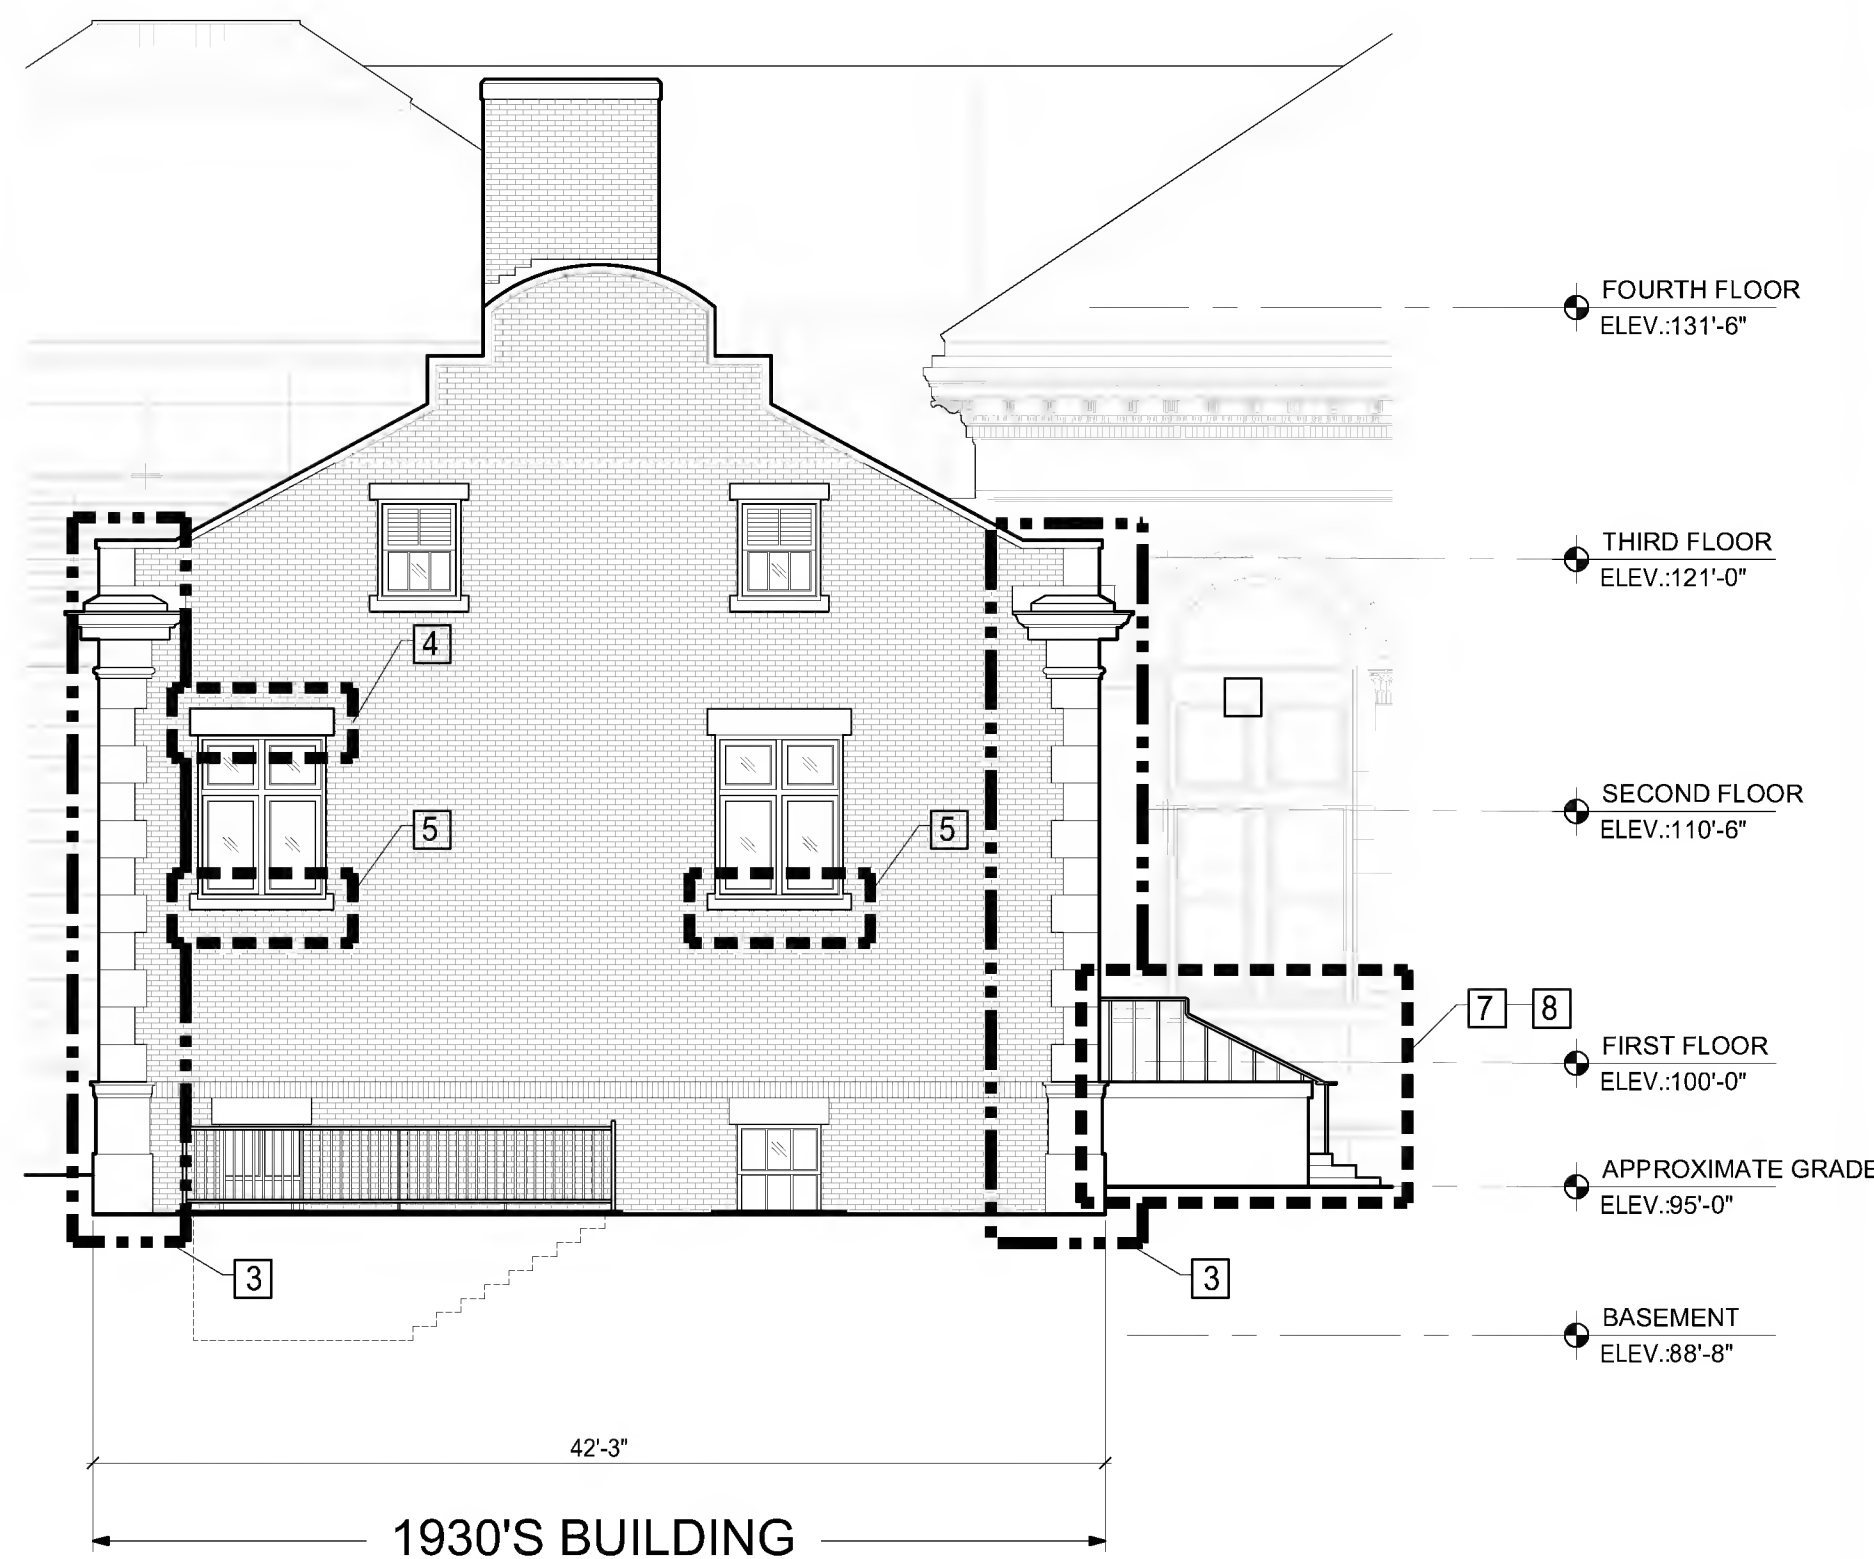 FOURTH FLOOR
ELEV.:131'-6"
THIRD FLOOR
ELEV.:121'-0"
4
SECOND FLOOR
ELEV.:110'-6"
5
5
7
8
FIRST FLOOR
ELEV.:100'-0"
APPROXIMATE GRADE
ELEV.:95'-0"
3
3
BASEMENT
ELEV.:88'-8"
42'-3"
1930'S BUILDING